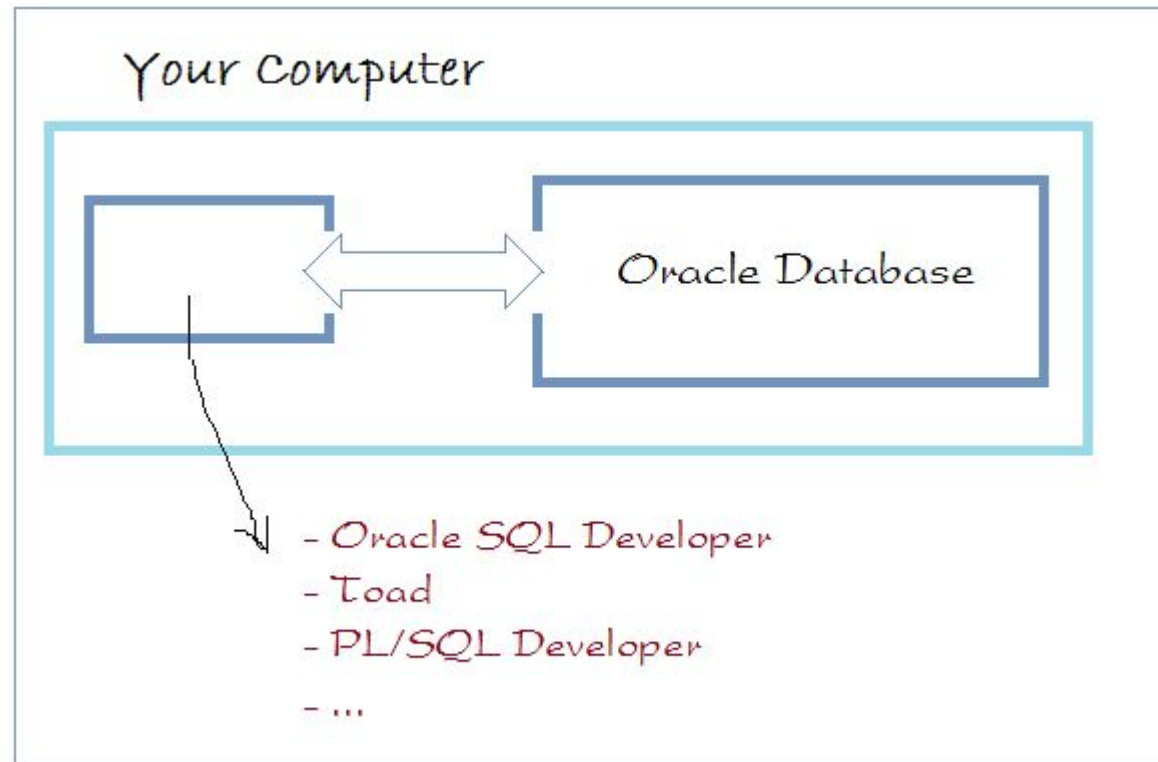 Your Computer
Oracle Database
- Oracle SQL Developer
- Toad
- PL/SQL Developer
- ...